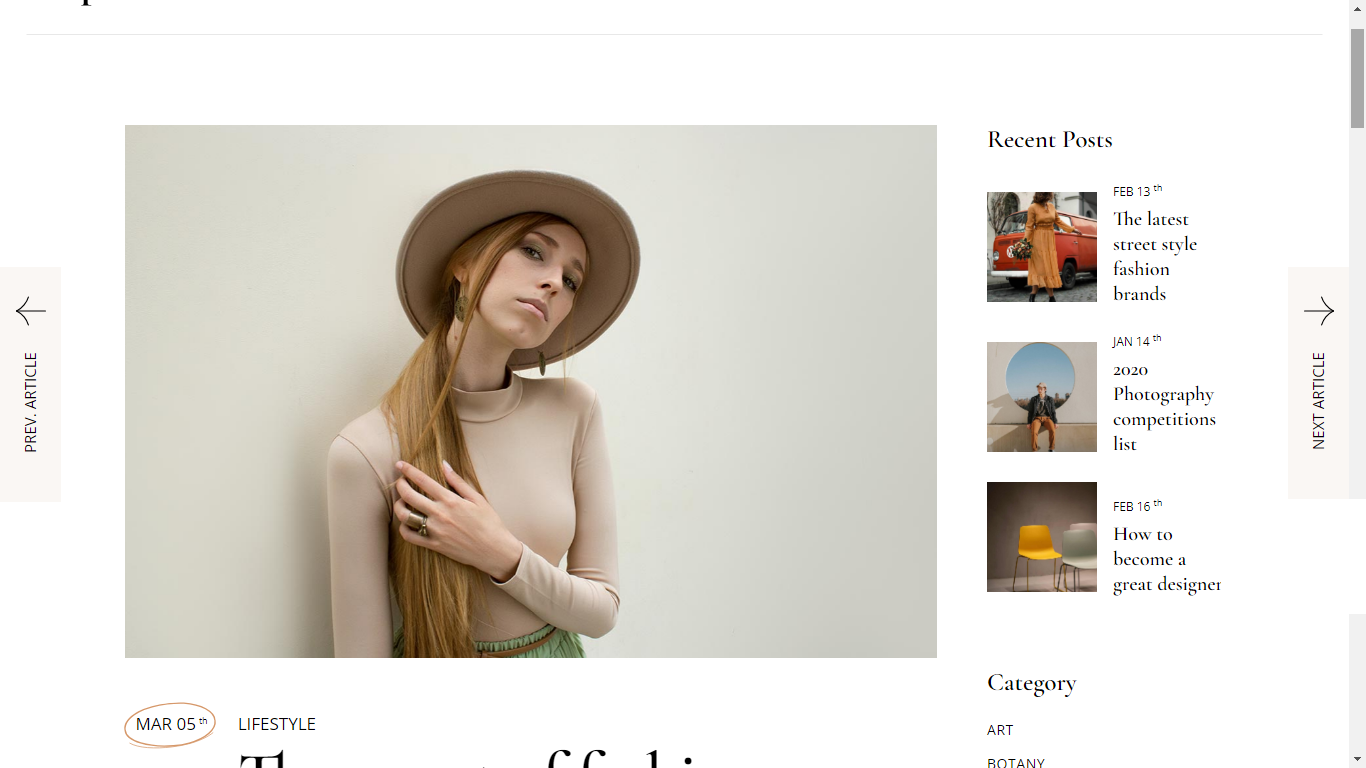 Recent Posts
FEB 13 th
The latest
street style
fashion
brands
JAN 14 th
2020
Photography
competitions
list
FEB 16 th
How to
become a
great designer
PREV. ARTICLE
NEXT ARTICLE
Category
ART
BOTANY
MAR 05 th
LIFESTYLE